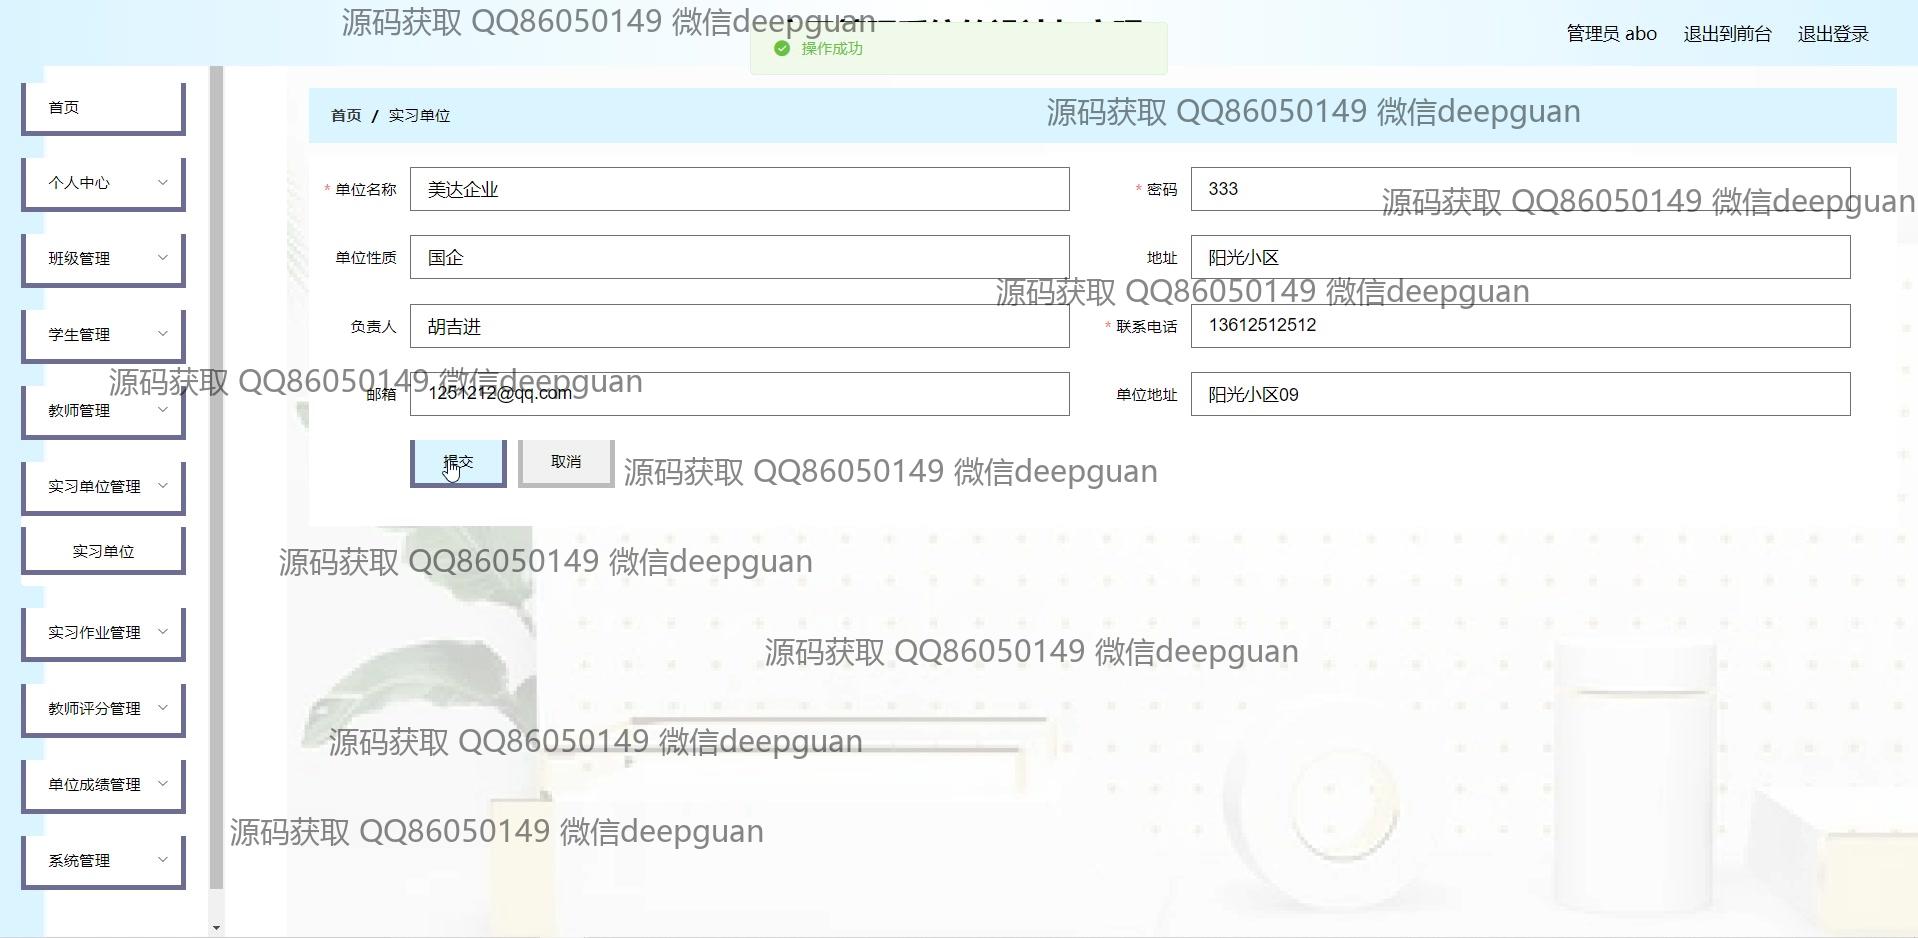 源码获取 QQ86050149 微信deepguan
操作成功
管理员 abo
退出到前台
退出登录
首页
个人中心
班级管理
学生管理
教师管理
实习单位管理
实习单位
实习作业管理
教师评分管理
单位成绩管理
系统管理
首页 / 实习单位
源码获取 QQ86050149 微信deepguan
* 单位名称 美达企业
* 密码 333
源码获取 QQ86050149 微信deepguan
单位性质 国企
地址 阳光小区
源码获取 QQ86050149 微信deepguan
负责人 胡吉进
* 联系电话 13612512512
源码获取 QQ86050149 微信deepguan
邮箱 1251212@qq.com
单位地址 阳光小区09
提交
取消
源码获取 QQ86050149 微信deepguan
源码获取 QQ86050149 微信deepguan
源码获取 QQ86050149 微信deepguan
源码获取 QQ86050149 微信deepguan
源码获取 QQ86050149 微信deepguan